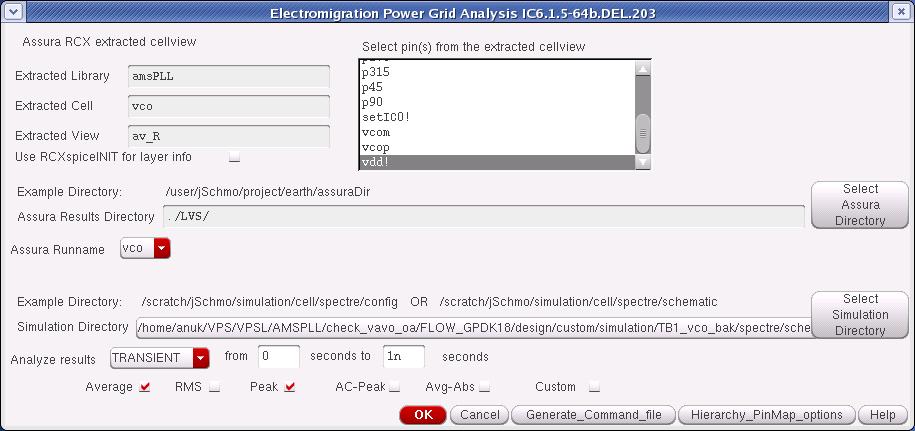 Electromigration Power Grid Analysis IC6.1.5-64b.DEL.203
Assura RCX extracted cellview
Select pin(s) from the extracted cellview
Extracted Library amsPLL
Extracted Cell vco
Extracted View av_R
Use RCXspiceINIT for layer info
p315
p45
p90
setIC0!
vcom
vcop
vdd!
Example Directory: /user/jSchmo/project/earth/assuraDir
Assura Results Directory ./LVS/
Select
Assura
Directory
Assura Runname vco
Example Directory: /scratch/jSchmo/simulation/cell/spectre/config OR /scratch/jSchmo/simulation/cell/spectre/schematic
Simulation Directory /home/anuk/VPS/VPSL/AMSPLL/check_vavo_oa/FLOW_GPDK18/design/custom/simulation/TB1_vco_bak/spectre/sche
Select
Simulation
Directory
Analyze results TRANSIENT from 0 seconds to 1n seconds
Average RMS Peak AC-Peak Avg-Abs Custom
OK Cancel Generate_Command_file Hierarchy_PinMap_options Help